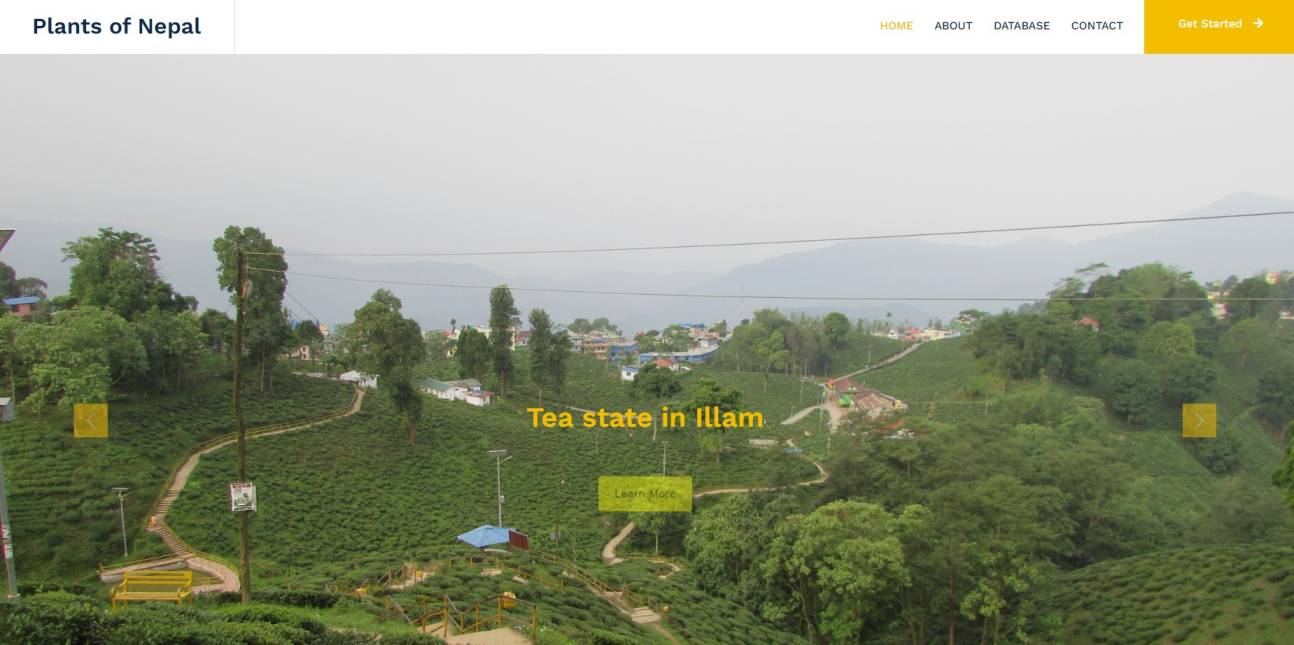 Plants of Nepal
HOME ABOUT DATABASE CONTACT Get Started
Tea state in Illam
Learn More